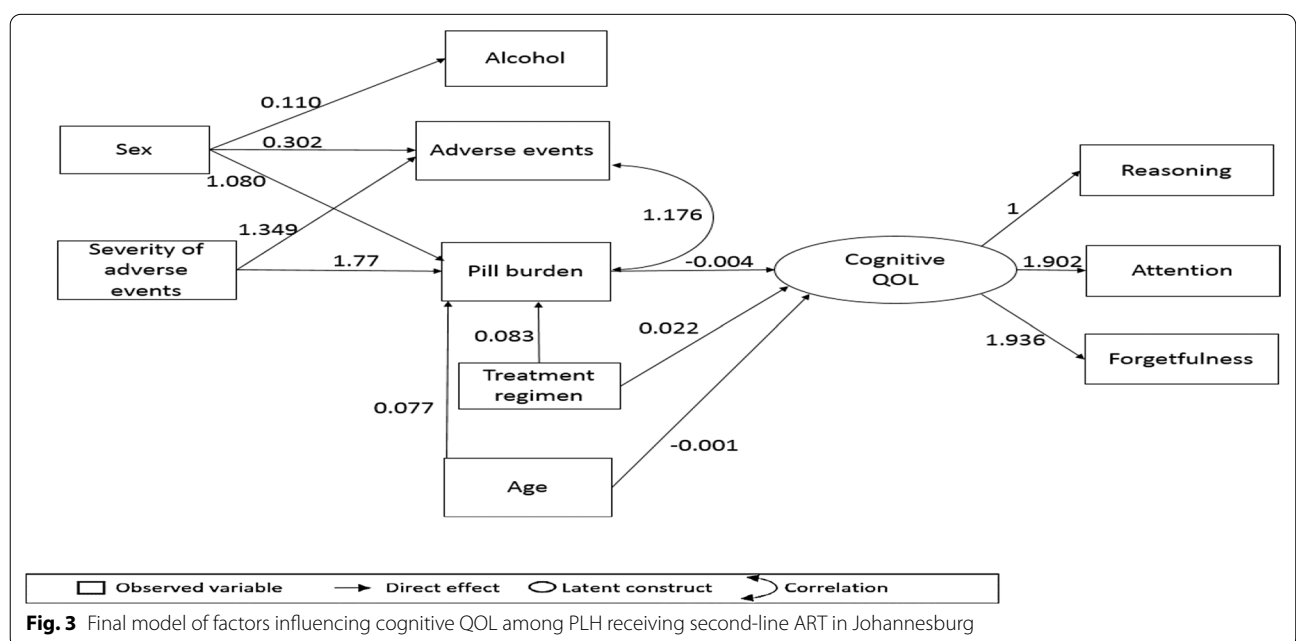 Alcohol
0.110
Sex
0.302
Adverse events
1.080
Reasoning
1.176
1
1.349
Severity of
adverse
events
1.77
Pill burden
-0.004
Cognitive
QOL
1.902
Attention
0.083
0.022
1.936
Forgetfulness
Treatment
regimen
0.077
-0.001
Age
Observed variable Direct effect Latent construct Correlation
Fig. 3 Final model of factors influencing cognitive QOL among PLH receiving second-line ART in Johannesburg